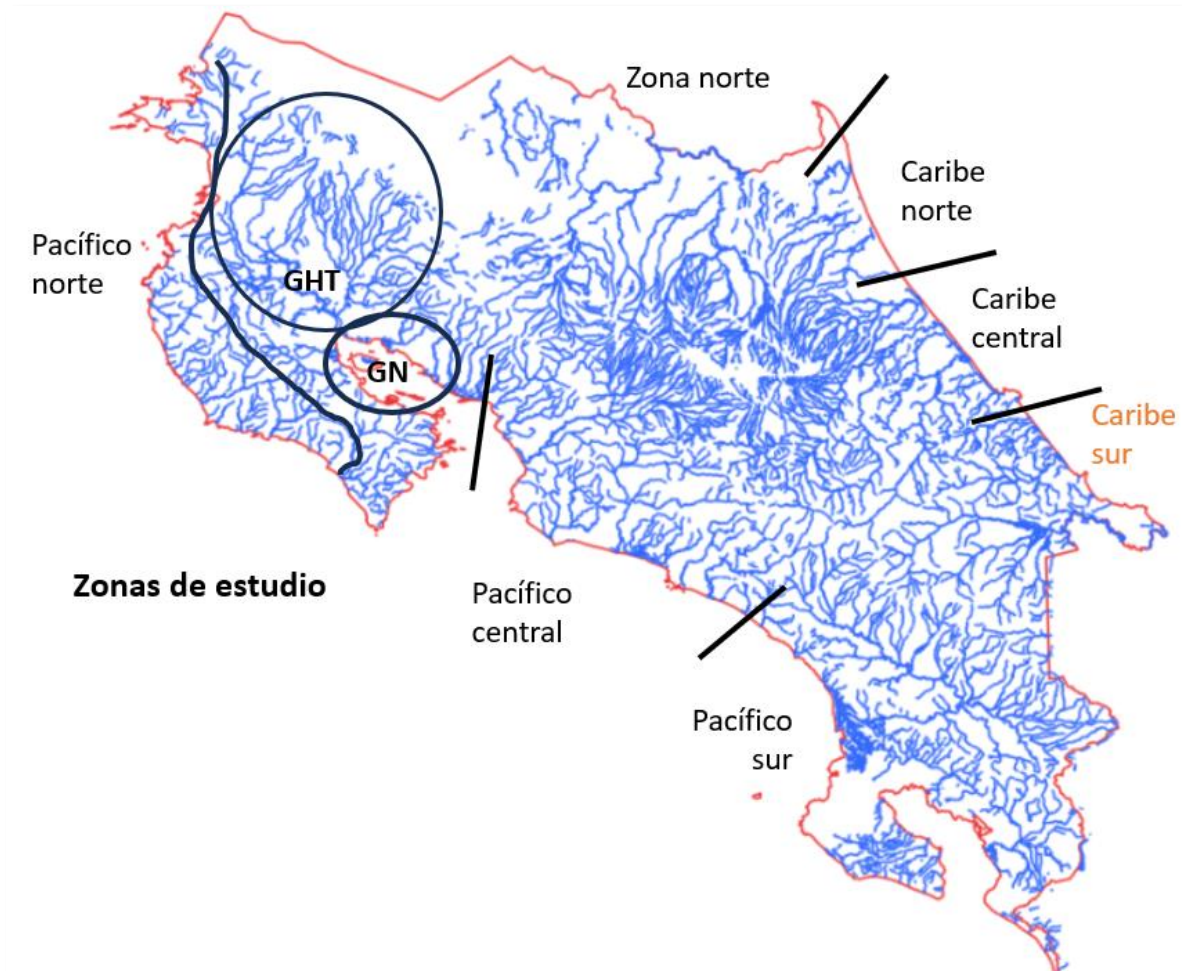 Zona norte
Caribe
norte
Pacífico
norte
GHT
Caribe
central
GN
Caribe
sur
Zonas de estudio
Pacífico
central
Pacífico
sur